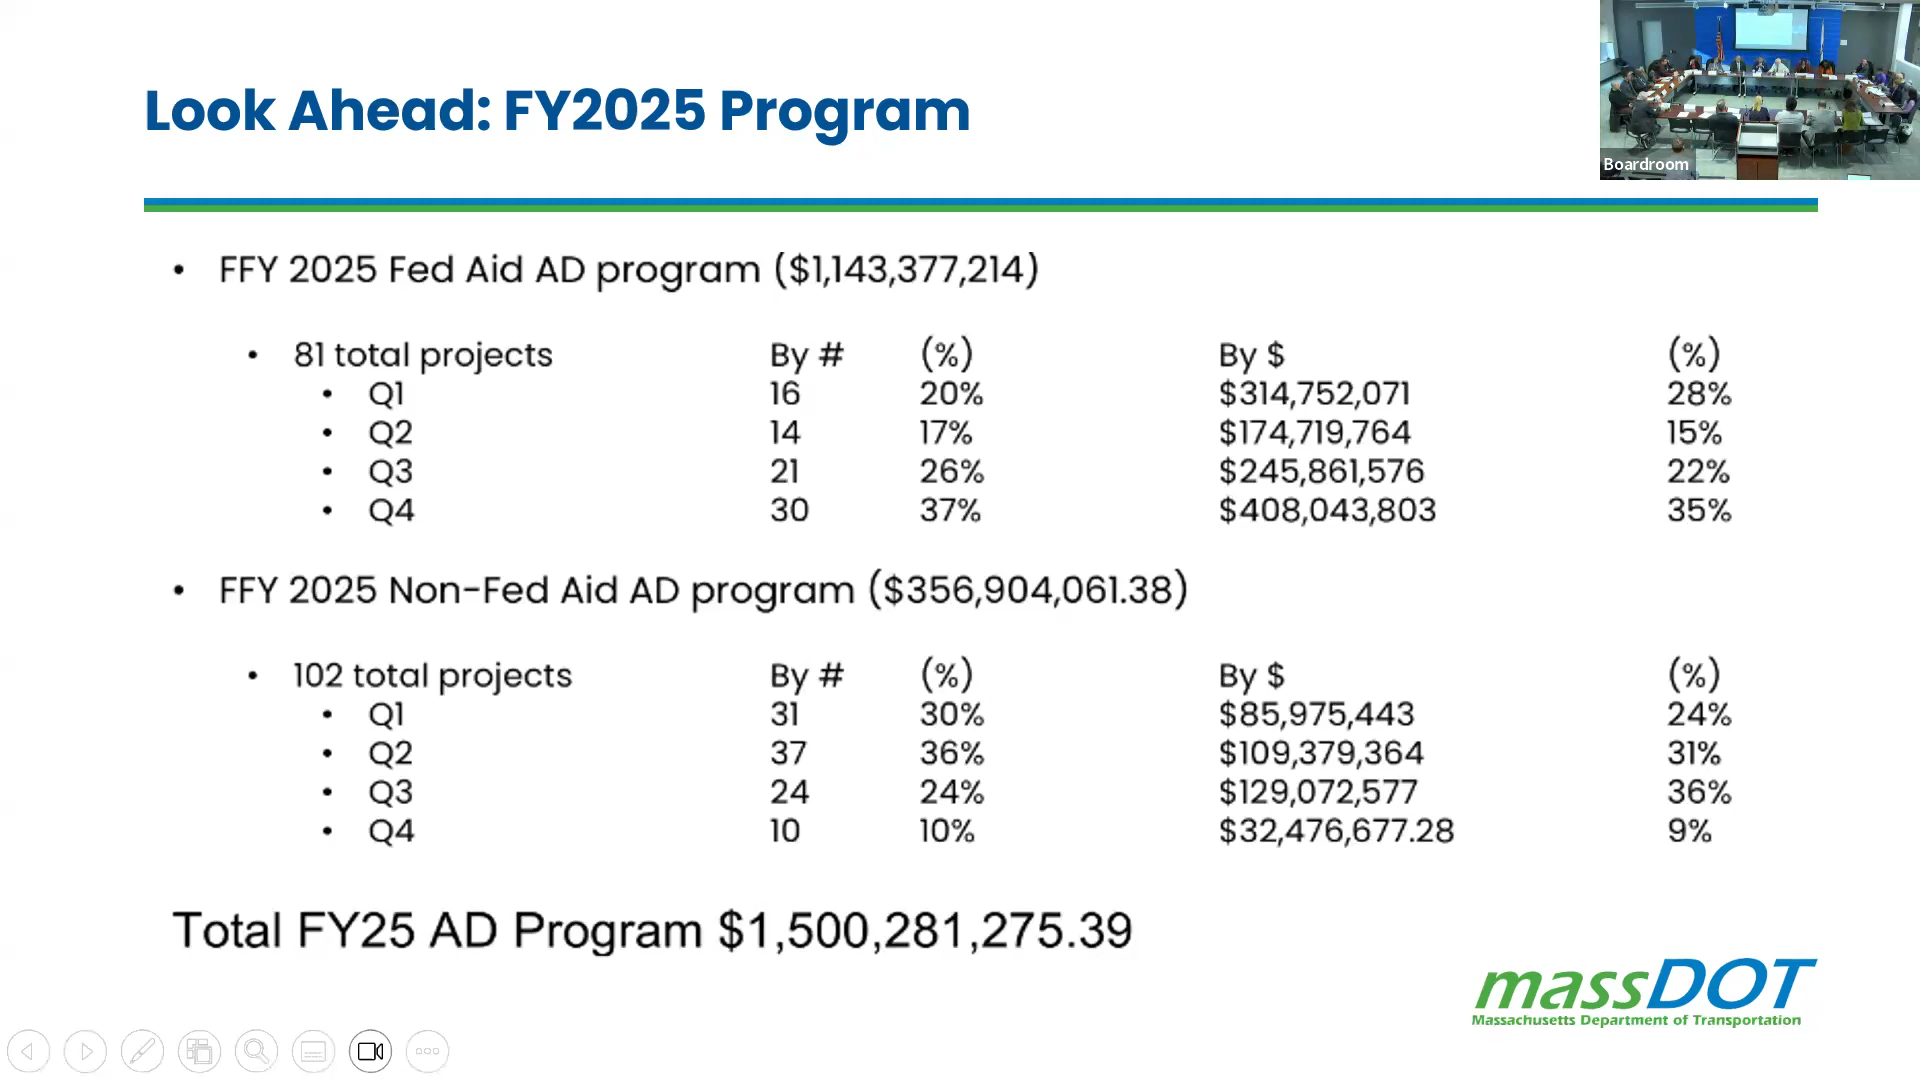 Look Ahead: FY2025 Program
Boardroom
• FFY 2025 Fed Aid AD program ($1,143,377,214)
• 81 total projects By # (%) By $ (%)
• Q1 16 20% $314,752,071 28%
• Q2 14 17% $174,719,764 15%
• Q3 21 26% $245,861,576 22%
• Q4 30 37% $408,043,803 35%
• FFY 2025 Non-Fed Aid AD program ($356,904,061.38)
• 102 total projects By # (%) By $ (%)
• Q1 31 30% $85,975,443 24%
• Q2 37 36% $109,379,364 31%
• Q3 24 24% $129,072,577 36%
• Q4 10 10% $32,476,677.28 9%
Total FY25 AD Program $1,500,281,275.39
massDOT
Massachusetts Department of Transportation